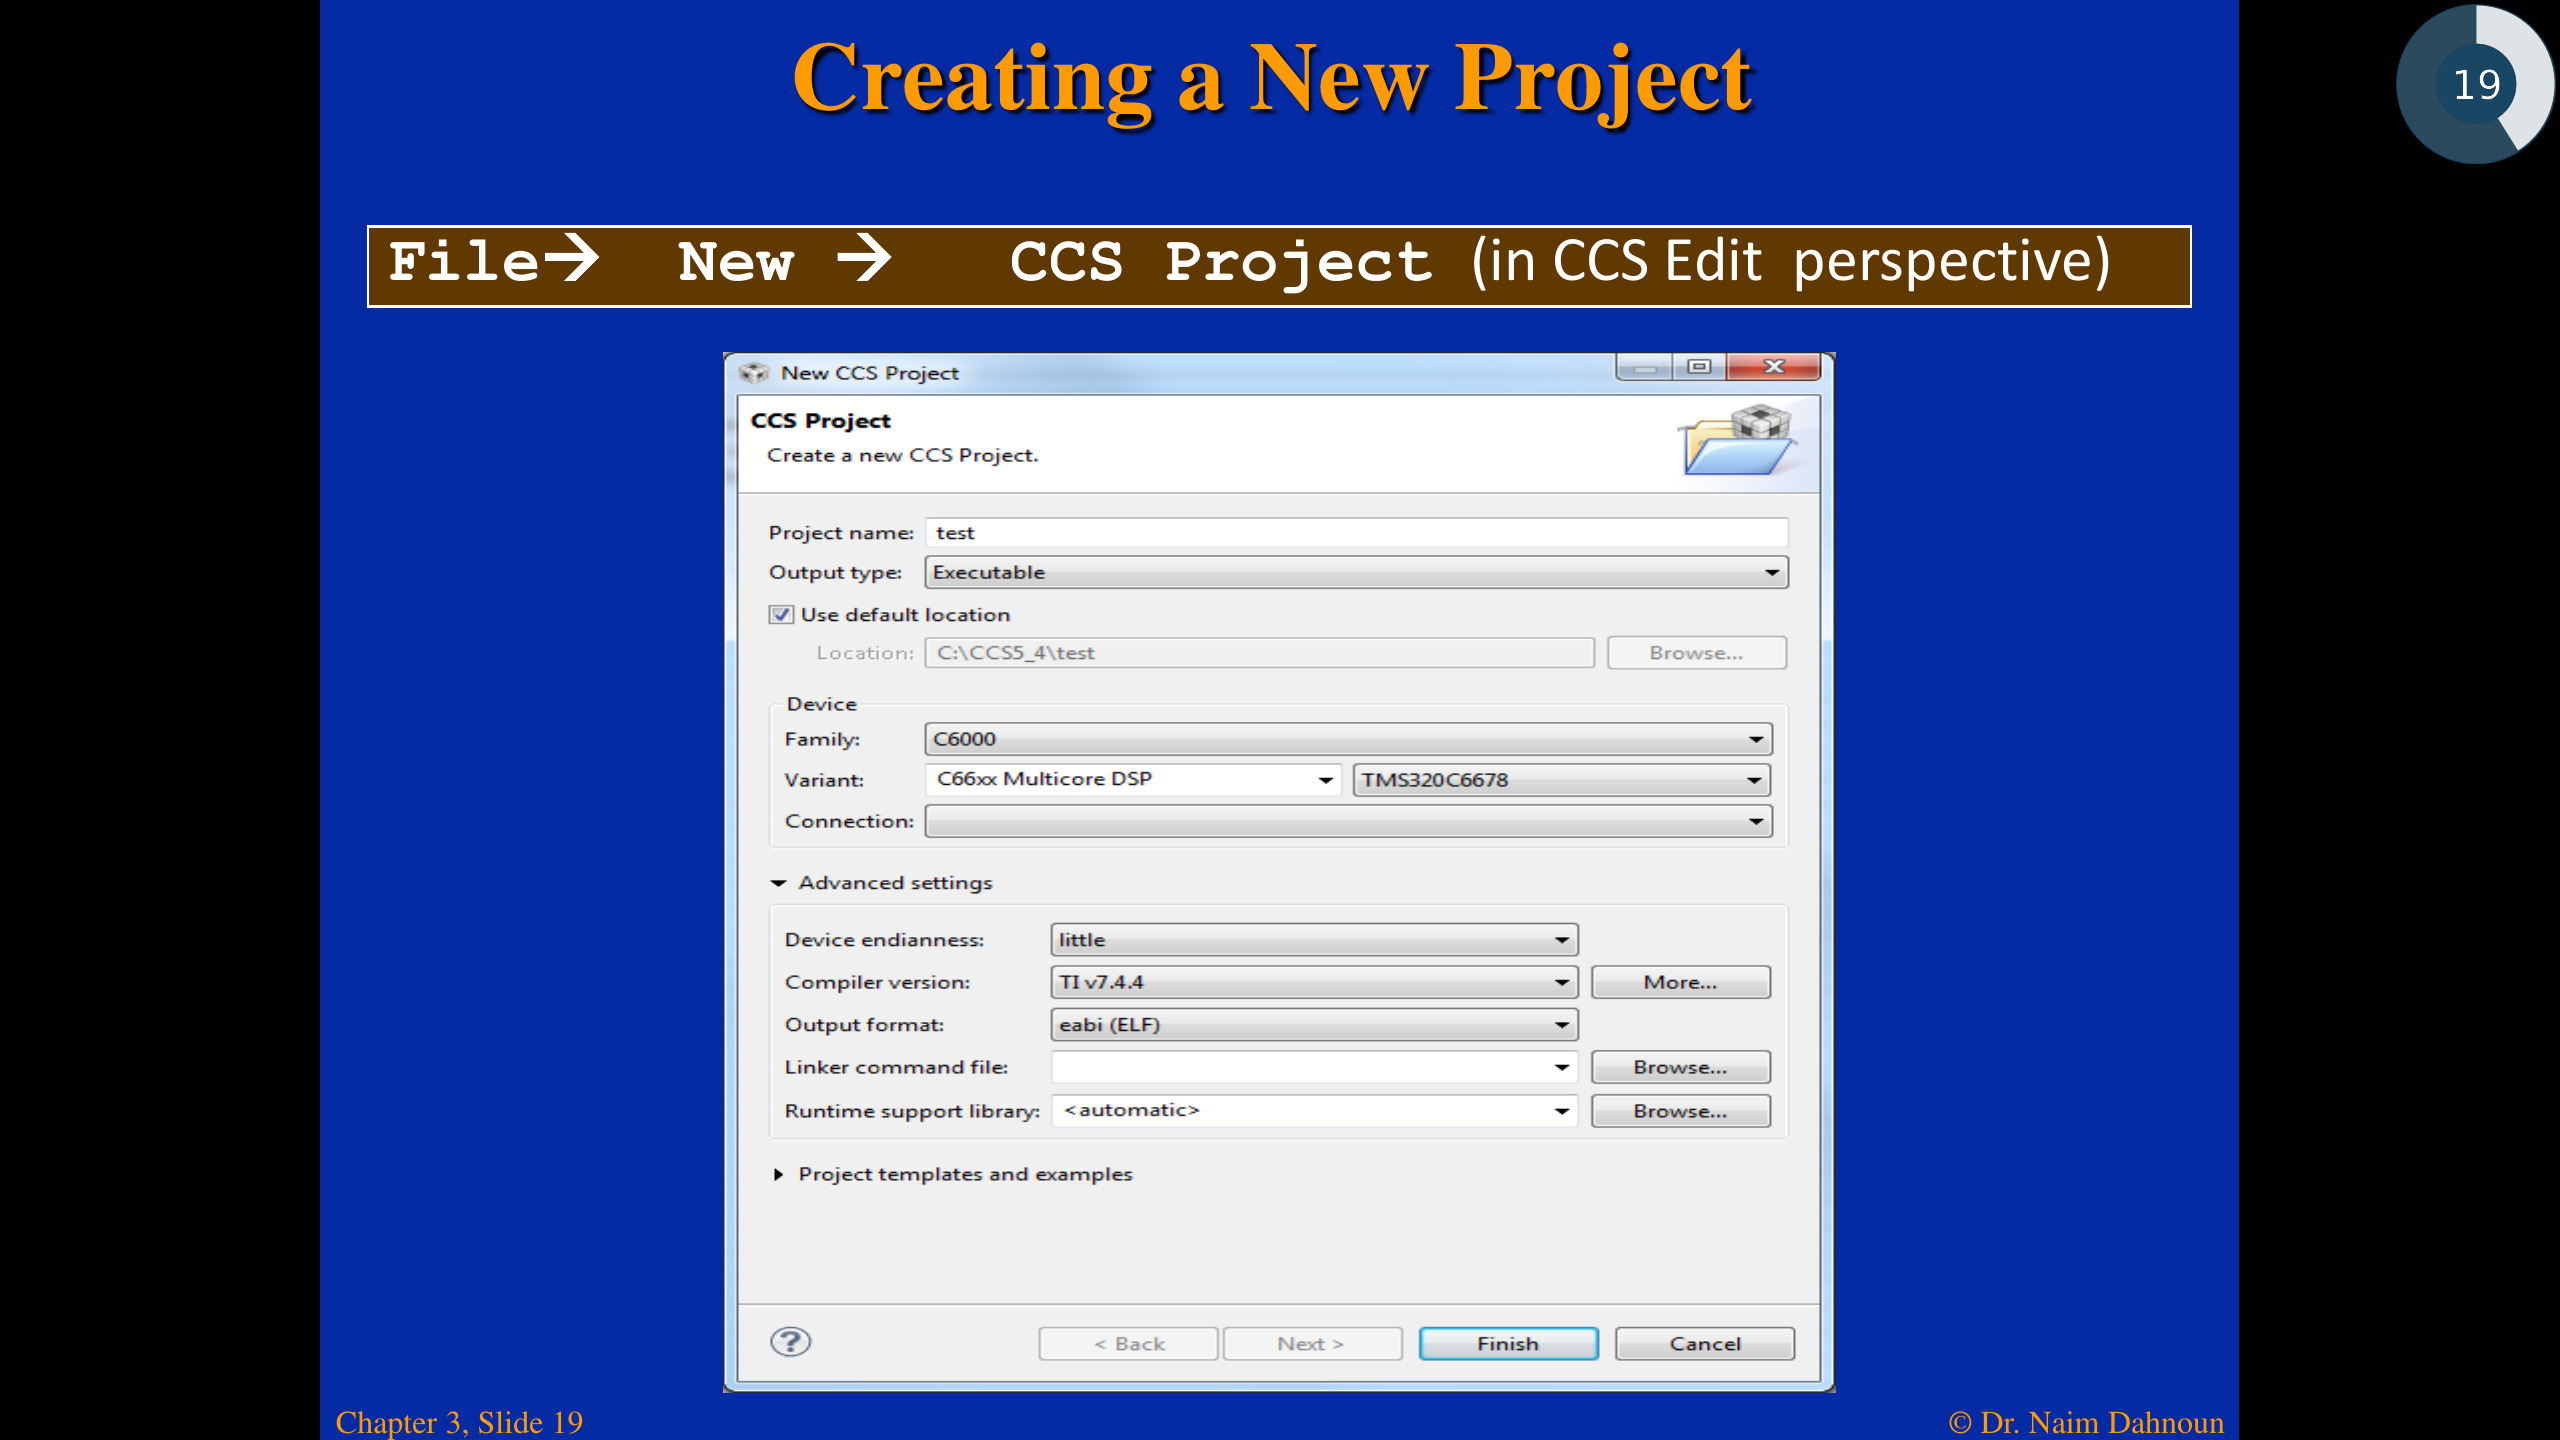 Creating a New Project
19
File→ New → CCS Project (in CCS Edit perspective)
New CCS Project
CCS Project
Create a new CCS Project.
Project name: test
Output type: Executable
Use default location
Location: C:\CCS5_4\test Browse...
Device
Family: C6000
Variant: C66xx Multicore DSP TMS320C6678
Connection:
Advanced settings
Device endianness: little
Compiler version: TI v7.4.4 More...
Output format: eabi (ELF)
Linker command file: Browse...
Runtime support library: <automatic> Browse...
Project templates and examples
? < Back Next > Finish Cancel
Chapter 3, Slide 19 © Dr. Naim Dahnoun